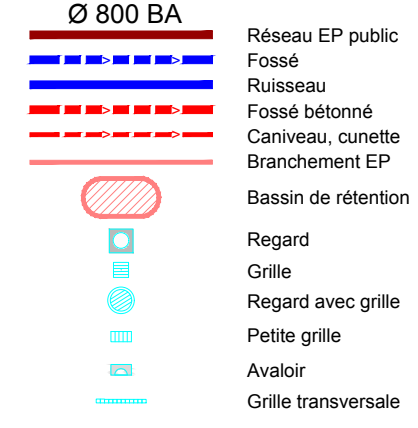 Ø 800 BA
Réseau EP public
Fossé
Ruisseau
Fossé bétonné
Caniveau, cunette
Branchement EP
Bassin de rétention
Regard
Grille
Regard avec grille
Petite grille
Avaloir
Grille transversale